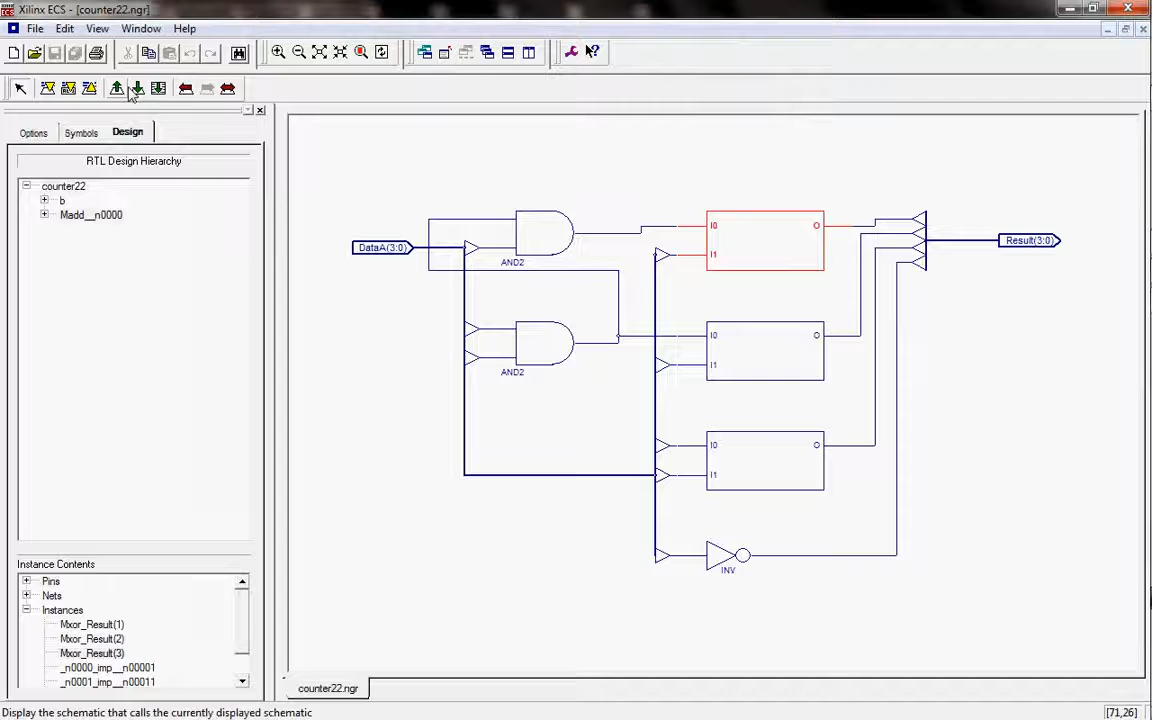 Xilinx ECS - [counter22.ngr]
File Edit View Window Help
Options Symbols Design
RTL Design Hierarchy
counter22
b
Madd__n0000
DataA(3:0)
AND2
AND2
I0 O
I1
I0 O
I1
I0 O
I1
INV
Result(3:0)
Instance Contents
Pins
Nets
Instances
Mxor_Result(1)
Mxor_Result(2)
Mxor_Result(3)
_n0000_imp__n00001
_n0001_imp__n00011
counter22.ngr
Display the schematic that calls the currently displayed schematic
[71,26]